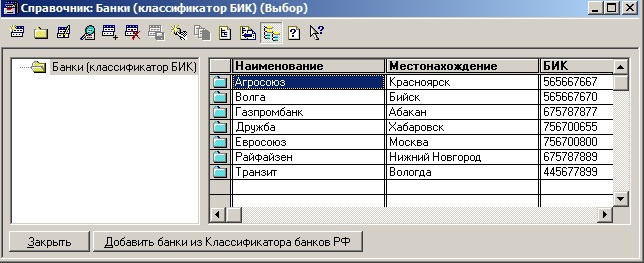 Справочник: Банки (классификатор БИК) (Выбор)
Банки (классификатор БИК)
Наименование Местонахождение БИК
Агросоюз Красноярск 565667667
Волга Бийск 565667670
Газпромбанк Абакан 675787877
Дружба Хабаровск 756700655
Евросоюз Москва 756700800
Райфайзен Нижний Новгород 675787889
Транзит Вологда 445677899
Закрыть Добавить банки из Классификатора банков РФ